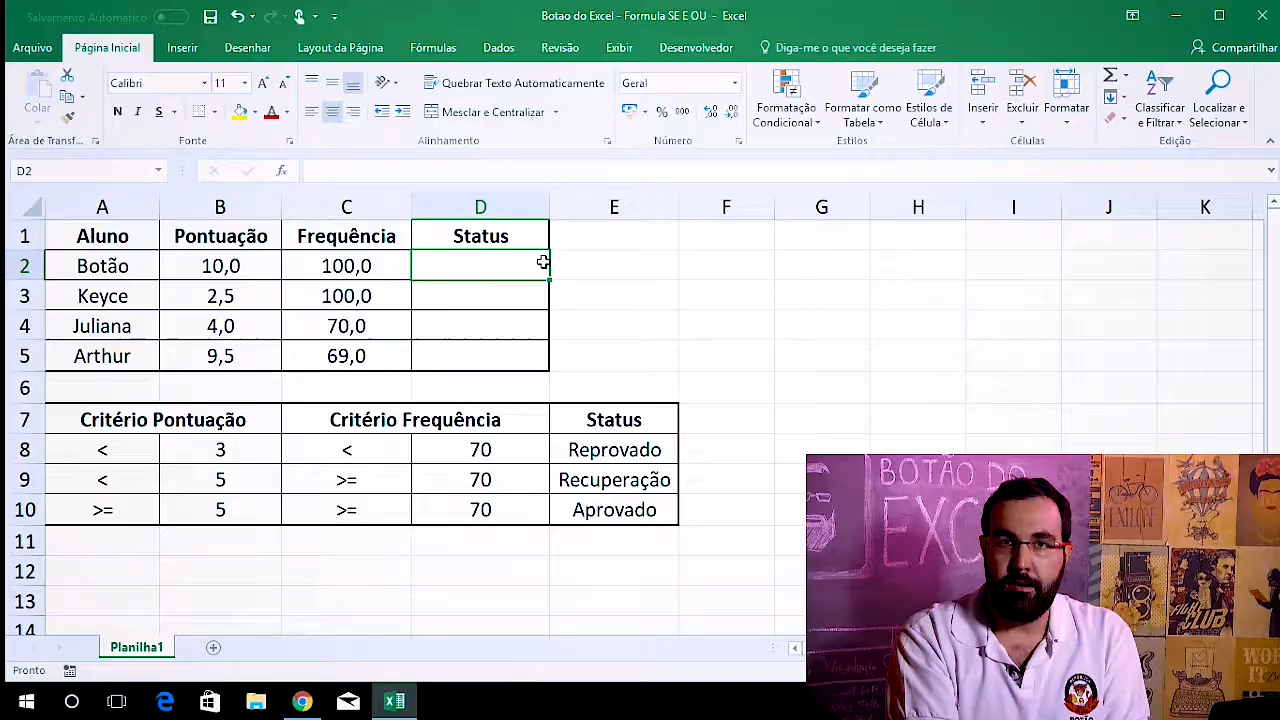 Salvamento Automático
Botao do Excel - Formula SE E OU - Excel
Arquivo Página Inicial Inserir Desenhar Layout da Página Fórmulas Dados Revisão Exibir Desenvolvedor Diga-me o que você deseja fazer Compartilhar
Colar
Calibri 11
N I S
Quebrar Texto Automaticamente
Mesclar e Centralizar
Geral
% 000
Formatação Condicional
Formatar como Tabela
Estilos de Célula
Inserir Excluir Formatar
Classificar e Filtrar
Localizar e Selecionar
Área de Transf... Fonte Alinhamento Número Estilos Células Edição
D2 fx
A B C D E F G H I J K
1 Aluno Pontuação Frequência Status
2 Botão 10,0 100,0
3 Keyce 2,5 100,0
4 Juliana 4,0 70,0
5 Arthur 9,5 69,0
6
7 Critério Pontuação Critério Frequência Status
8 < 3 < 70 Reprovado
9 < 5 >= 70 Recuperação
10 >= 5 >= 70 Aprovado
11
12
13
14
BOTÃO DO
EXC
EXPLORE
FIGHT CLUB
Planilha1
Pronto
BOTÃO